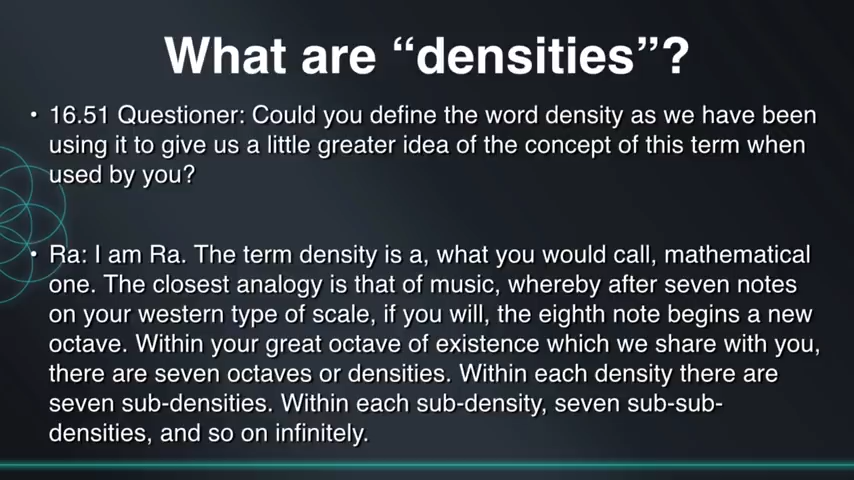 What are “densities”?
• 16.51 Questioner: Could you define the word density as we have been
using it to give us a little greater idea of the concept of this term when
used by you?
• Ra: I am Ra. The term density is a, what you would call, mathematical
one. The closest analogy is that of music, whereby after seven notes
on your western type of scale, if you will, the eighth note begins a new
octave. Within your great octave of existence which we share with you,
there are seven octaves or densities. Within each density there are
seven sub-densities. Within each sub-density, seven sub-sub-
densities, and so on infinitely.